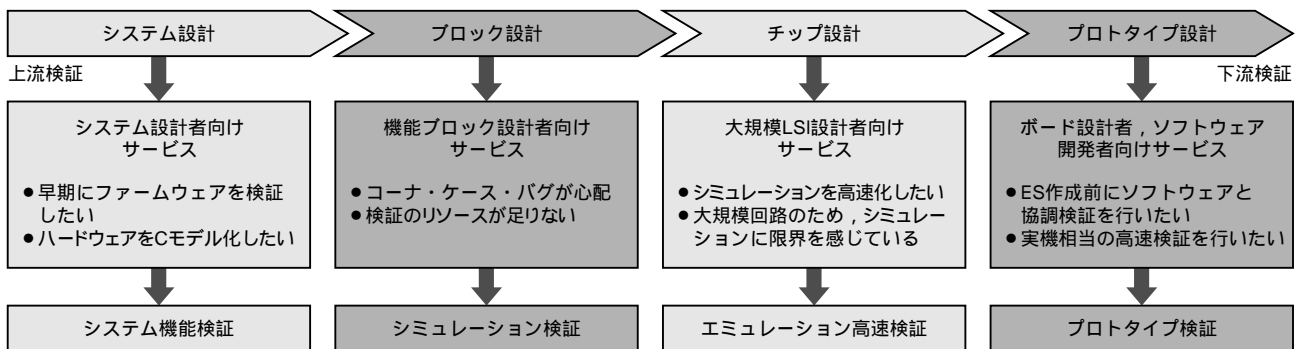 システム設計
ブロック設計
チップ設計
プロトタイプ設計
上流検証
下流検証
システム設計者向け
サービス
●早期にファームウェアを検証
したい
●ハードウェアをCモデル化したい
機能ブロック設計者向け
サービス
●コーナ・ケース・バグが心配
●検証のリソースが足りない
大規模LSI設計者向け
サービス
●シミュレーションを高速化したい
●大規模回路のため，シミュレー
ションに限界を感じている
ボード設計者，ソフトウェア
開発者向けサービス
●ES作成前にソフトウェアと
協調検証を行いたい
●実機相当の高速検証を行いたい
システム機能検証
シミュレーション検証
エミュレーション高速検証
プロトタイプ検証